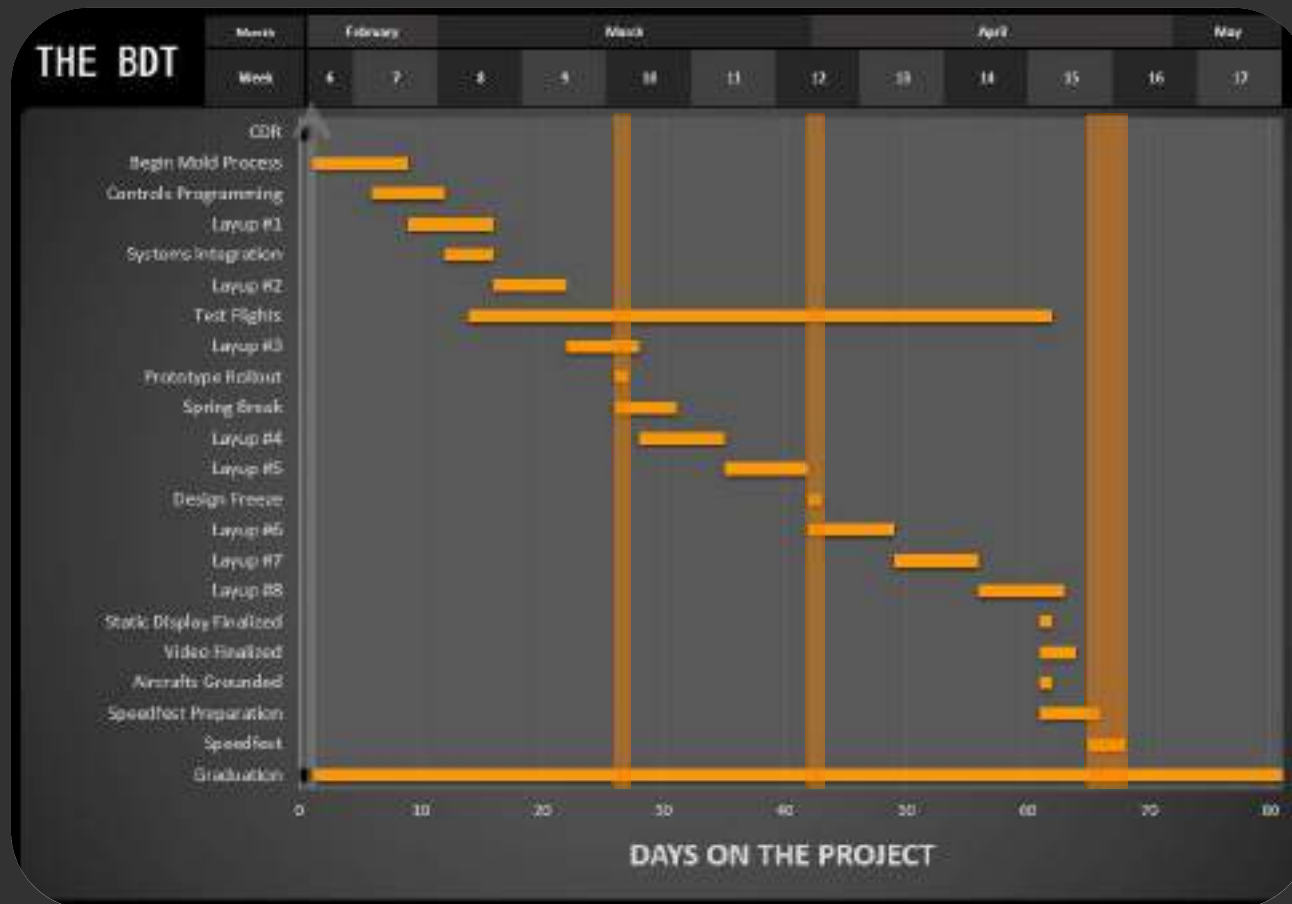 THE BDT
Month February March April May
Week 6 7 8 9 10 11 12 13 14 15 16 17
CDR
Begin Mold Process
Controls Programming
Layup #1
Systems Integration
Layup #2
Test Flights
Layup #3
Prototype Rollout
Spring Break
Layup #4
Layup #5
Design Freeze
Layup #6
Layup #7
Layup #8
Static Display Finalized
Video Finalized
Aircrafts Grounded
Speedfest Preparation
Speedfest
Graduation
0 10 20 30 40 50 60 70 80
DAYS ON THE PROJECT